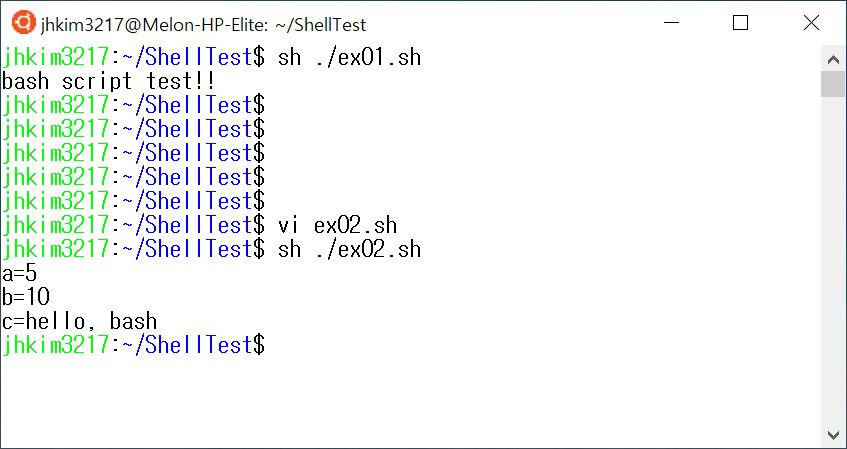 jhkim3217@Melon-HP-Elite: ~/ShellTest
jhkim3217:~/ShellTest$ sh ./ex01.sh
bash script test!!
jhkim3217:~/ShellTest$
jhkim3217:~/ShellTest$
jhkim3217:~/ShellTest$
jhkim3217:~/ShellTest$
jhkim3217:~/ShellTest$
jhkim3217:~/ShellTest$ vi ex02.sh
jhkim3217:~/ShellTest$ sh ./ex02.sh
a=5
b=10
c=hello, bash
jhkim3217:~/ShellTest$